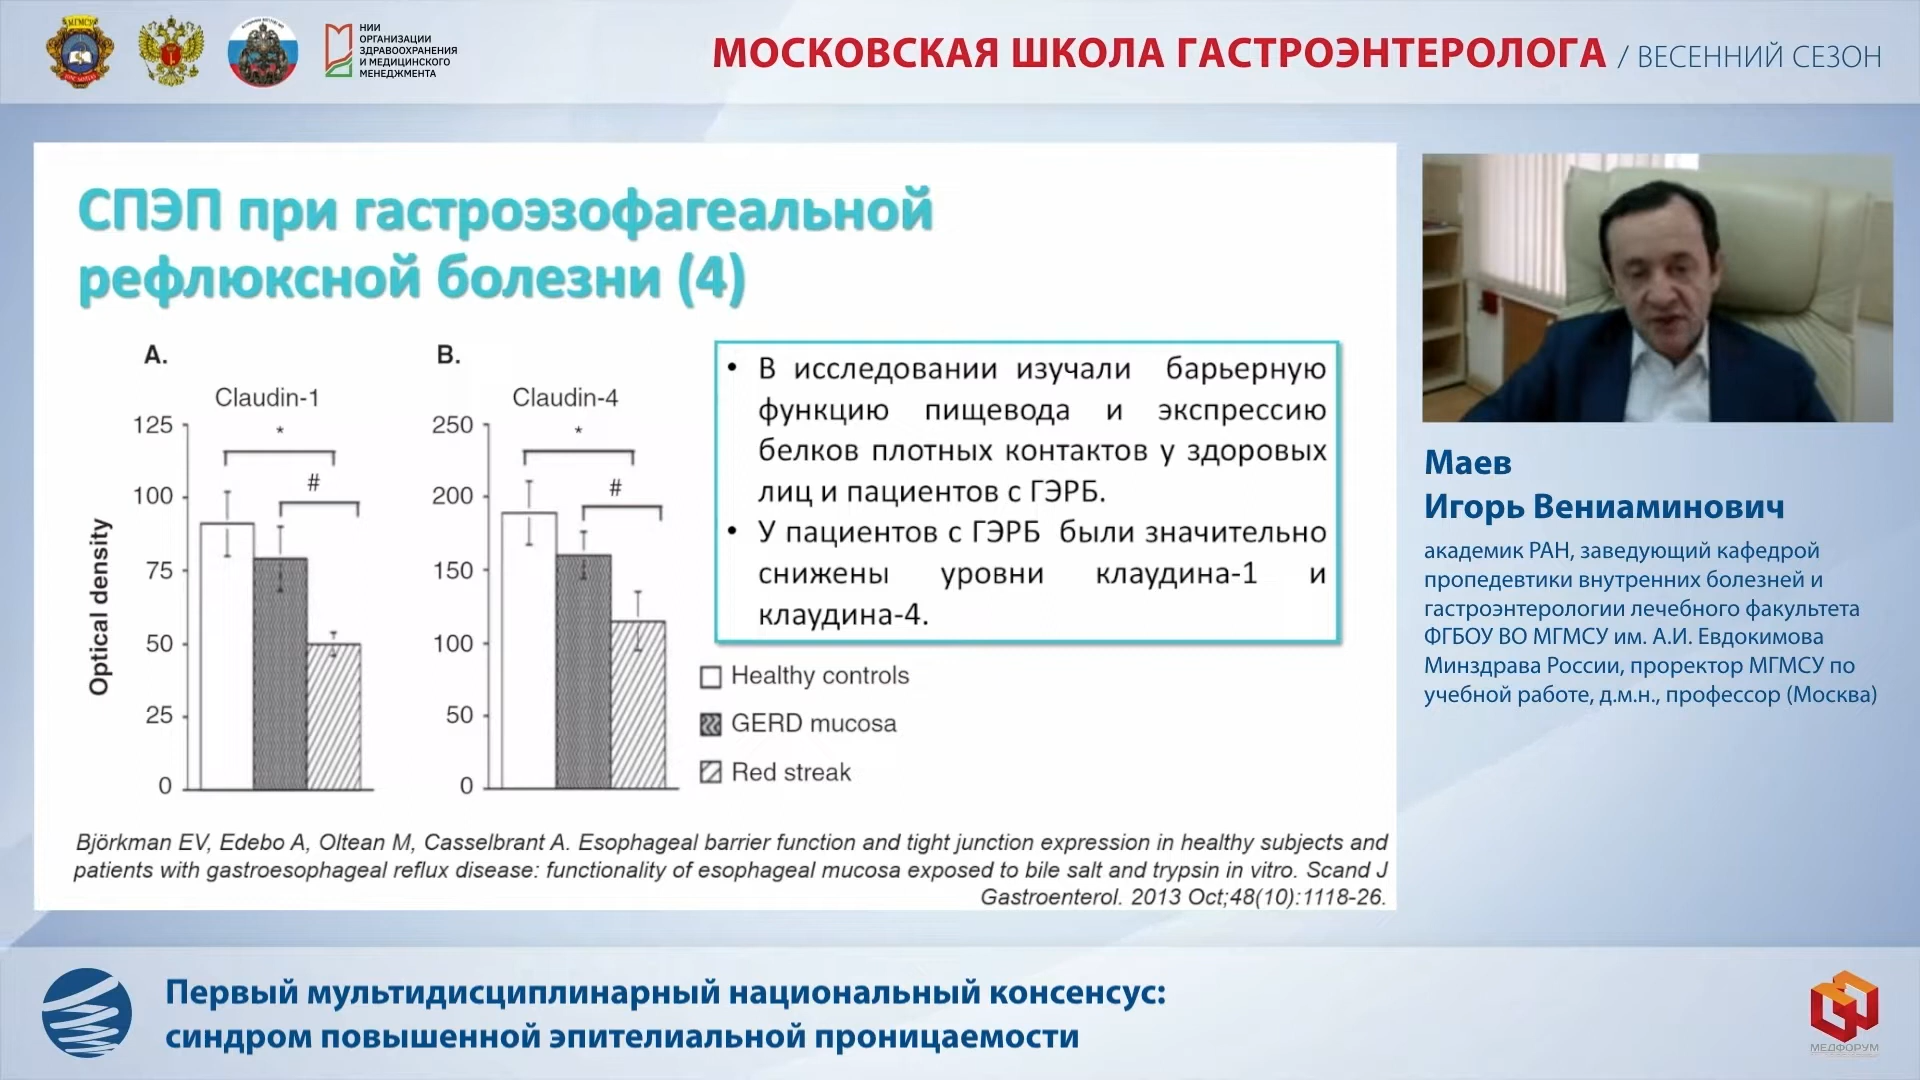 МГМСУ
НИИ
ОРГАНИЗАЦИИ
ЗДРАВООХРАНЕНИЯ
И МЕДИЦИНСКОГО
МЕНЕДЖМЕНТА
МОСКОВСКАЯ ШКОЛА ГАСТРОЭНТЕРОЛОГА / ВЕСЕННИЙ СЕЗОН
СПЭП при гастроэзофагеальной
рефлюксной болезни (4)
A.
Claudin-1
Optical density
125
100
75
50
25
0
*
#
B.
Claudin-4
250
200
150
100
50
0
*
#
• В исследовании изучали барьерную
функцию пищевода и экспрессию
белков плотных контактов у здоровых
лиц и пациентов с ГЭРБ.
• У пациентов с ГЭРБ были значительно
снижены уровни клаудина-1 и
клаудина-4.
Healthy controls
GERD mucosa
Red streak
Björkman EV, Edebo A, Oltean M, Casselbrant A. Esophageal barrier function and tight junction expression in healthy subjects and
patients with gastroesophageal reflux disease: functionality of esophageal mucosa exposed to bile salt and trypsin in vitro. Scand J
Gastroenterol. 2013 Oct;48(10):1118-26.
Маев
Игорь Вениаминович
академик РАН, заведующий кафедрой
пропедевтики внутренних болезней и
гастроэнтерологии лечебного факультета
ФГБОУ ВО МГМСУ им. А.И. Евдокимова
Минздрава России, проректор МГМСУ по
учебной работе, д.м.н., профессор (Москва)
Первый мультидисциплинарный национальный консенсус:
синдром повышенной эпителиальной проницаемости
МЕДФОРУМ